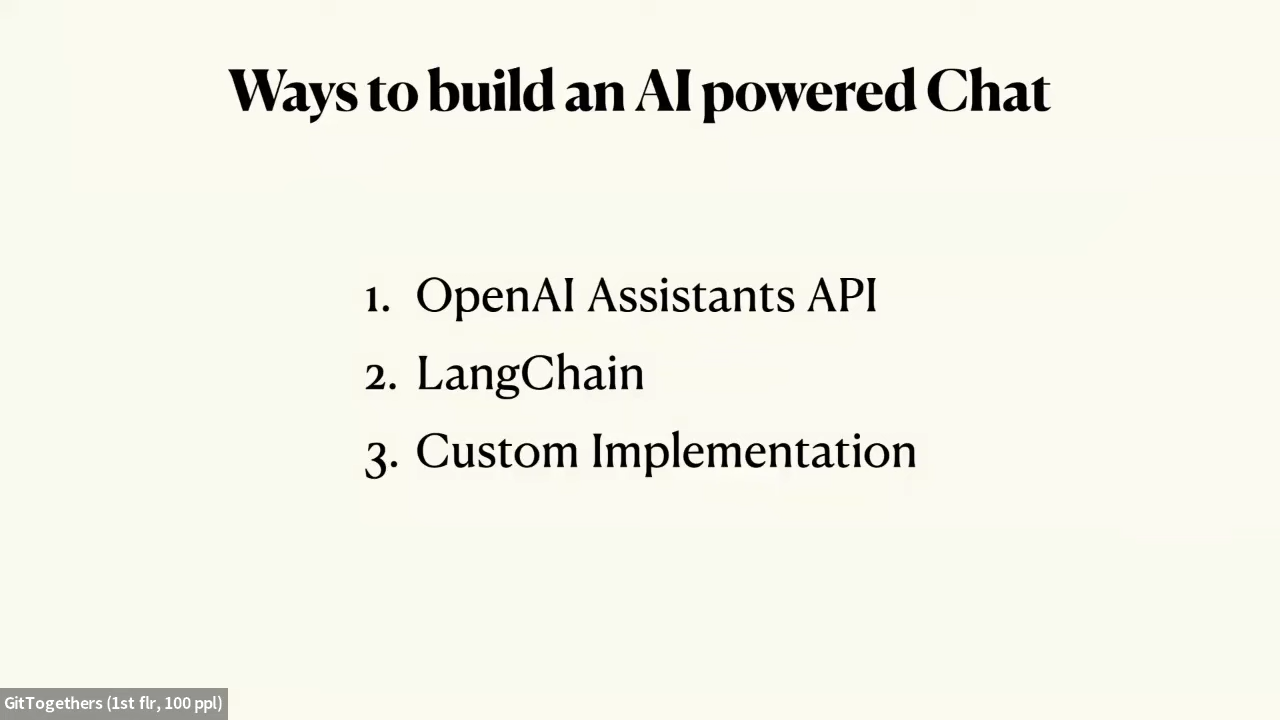 Ways to build an AI powered Chat
1. OpenAI Assistants API
2. LangChain
3. Custom Implementation
GitTogethers (1st flr, 100 ppl)